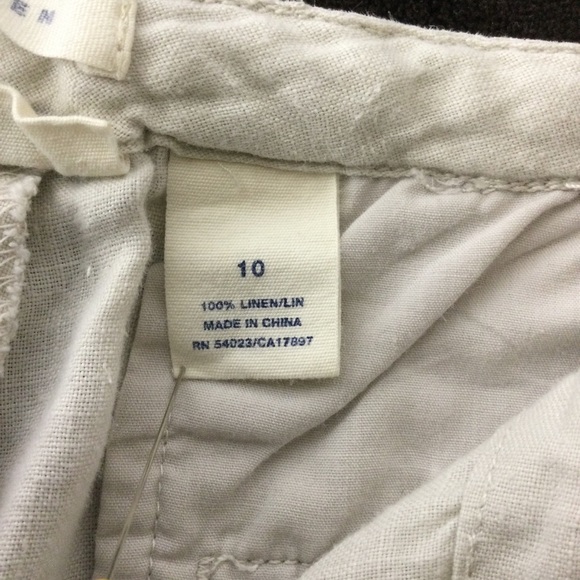 10
100% LINEN/LIN
MADE IN CHINA
RN 54023/CA17897